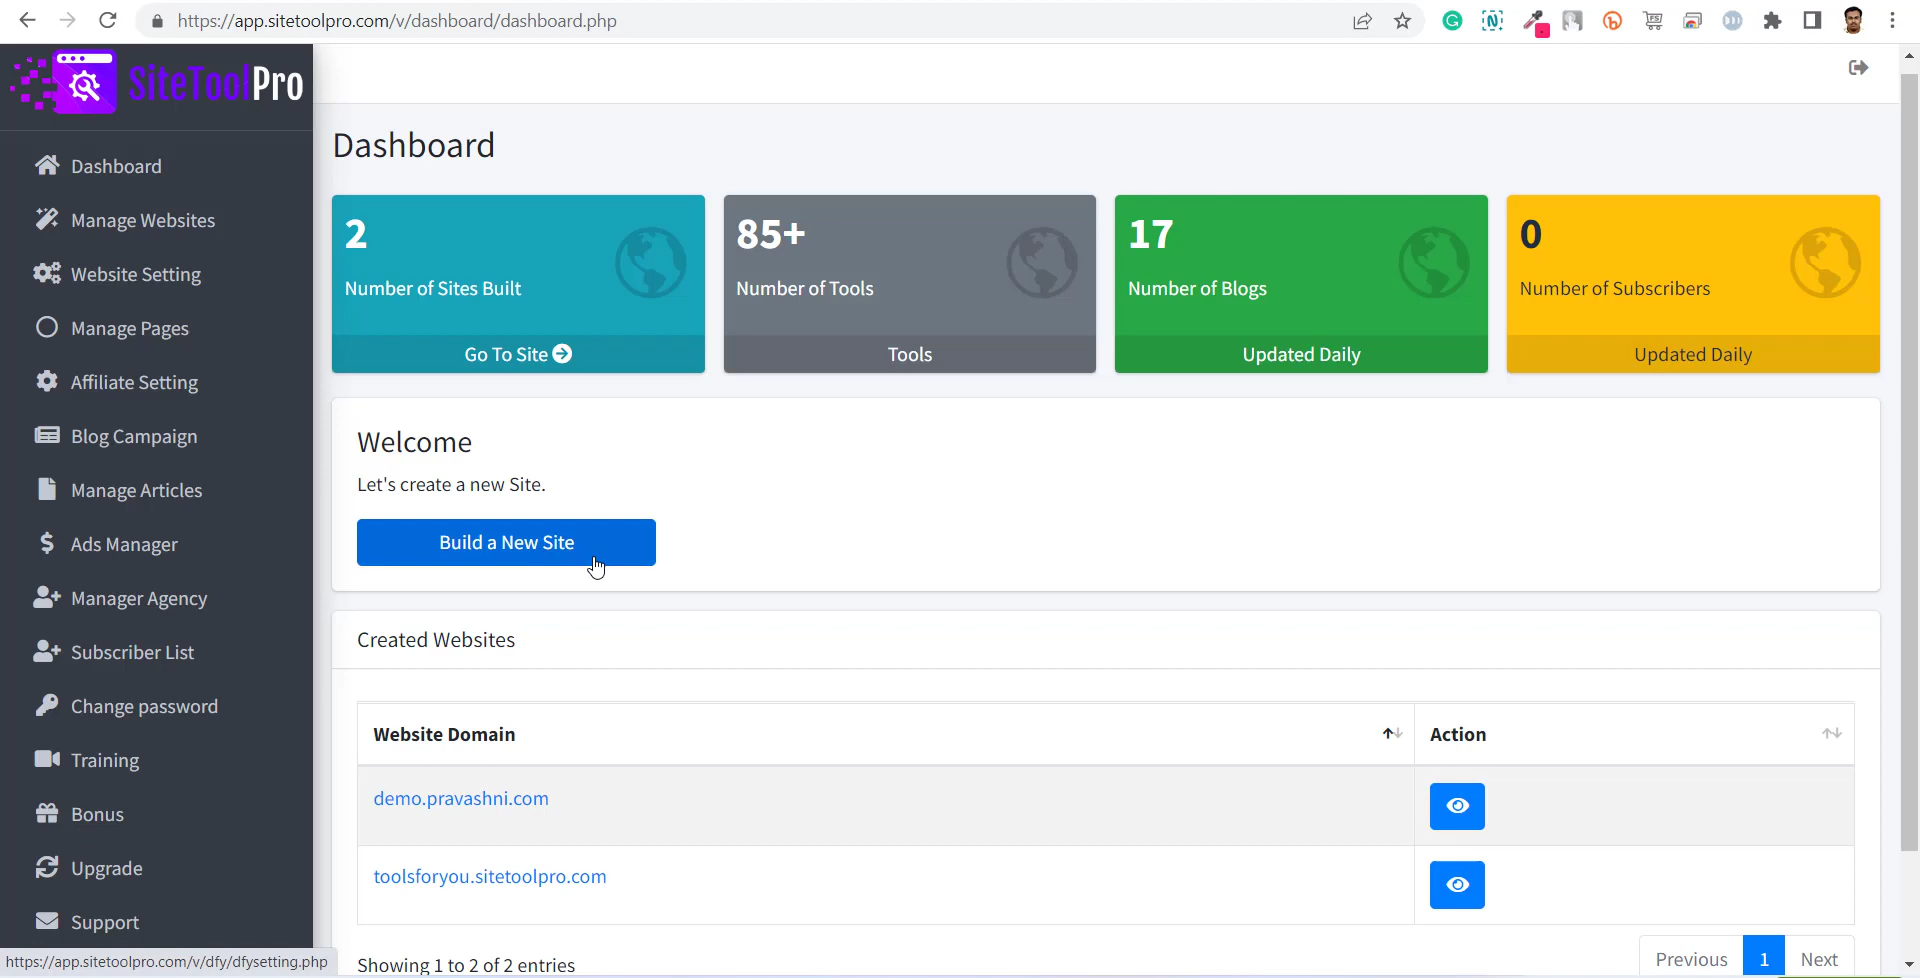 https://app.sitetoolpro.com/v/dashboard/dashboard.php
SiteToolPro
Dashboard
Manage Websites
Website Setting
Manage Pages
Affiliate Setting
Blog Campaign
Manage Articles
Ads Manager
Manager Agency
Subscriber List
Change password
Training
Bonus
Upgrade
Support
https://app.sitetoolpro.com/v/dfy/dfysetting.php
Dashboard
2
Number of Sites Built
Go To Site
85+
Number of Tools
Tools
17
Number of Blogs
Updated Daily
0
Number of Subscribers
Updated Daily
Welcome
Let's create a new Site.
Build a New Site
Created Websites
Website Domain Action
demo.pravashni.com
toolsforyou.sitetoolpro.com
Showing 1 to 2 of 2 entries
Previous 1 Next